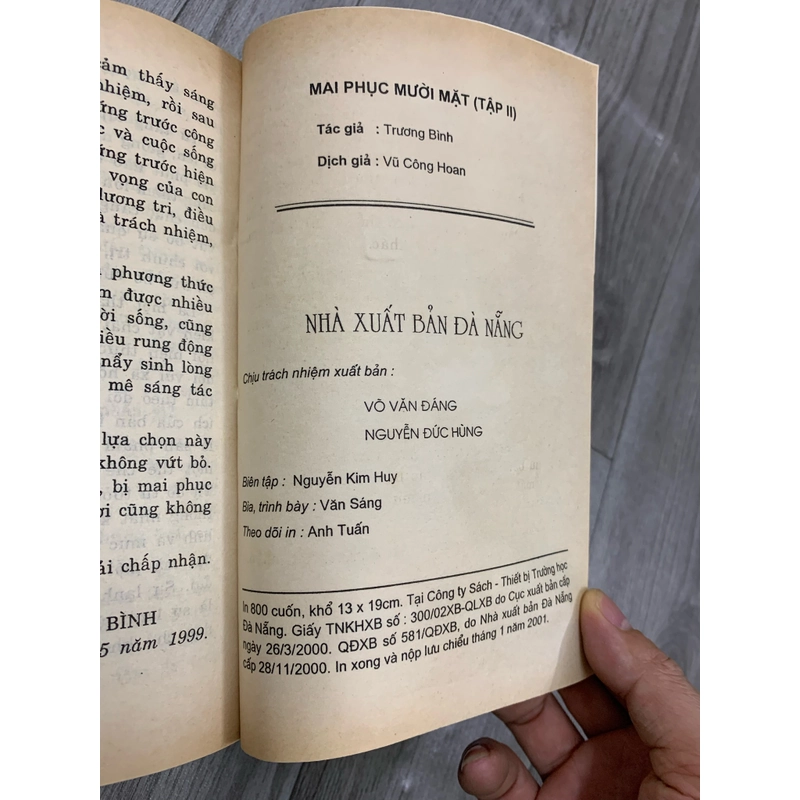 cảm thấy sáng
nhiệm, rồi sau
ứng trước công
c và cuộc sống
ứng trước hiện
vọng của con
lương tri, điều
à trách nhiệm,
phương thức
m được nhiều
ời sống, cũng
hiều rung động
nẩy sinh lòng
mê sáng tác
lựa chọn này
không vứt bỏ.
bị mai phục
ơi cũng không
ải chấp nhận.
BÌNH
5 năm 1999.
MAI PHỤC MƯỜI MẶT (TẬP II)
Tác giả : Trương Bình
Dịch giả : Vũ Công Hoan
NHÀ XUẤT BẢN ĐÀ NẴNG
Chịu trách nhiệm xuất bản :
VÕ VĂN ĐÁNG
NGUYỄN ĐỨC HÙNG
Biên tập : Nguyễn Kim Huy
Bìa, trình bày : Văn Sáng
Theo dõi in : Anh Tuấn
In 800 cuốn, khổ 13 x 19cm. Tại Công ty Sách - Thiết bị Trường học
Đà Nẵng. Giấy TNKHXB số : 300/02XB-QLXB do Cục xuất bản cấp
ngày 26/3/2000. QĐXB số 581/QĐXB, do Nhà xuất bản Đà Nẵng
cấp 28/11/2000. In xong và nộp lưu chiểu tháng 1 năm 2001.